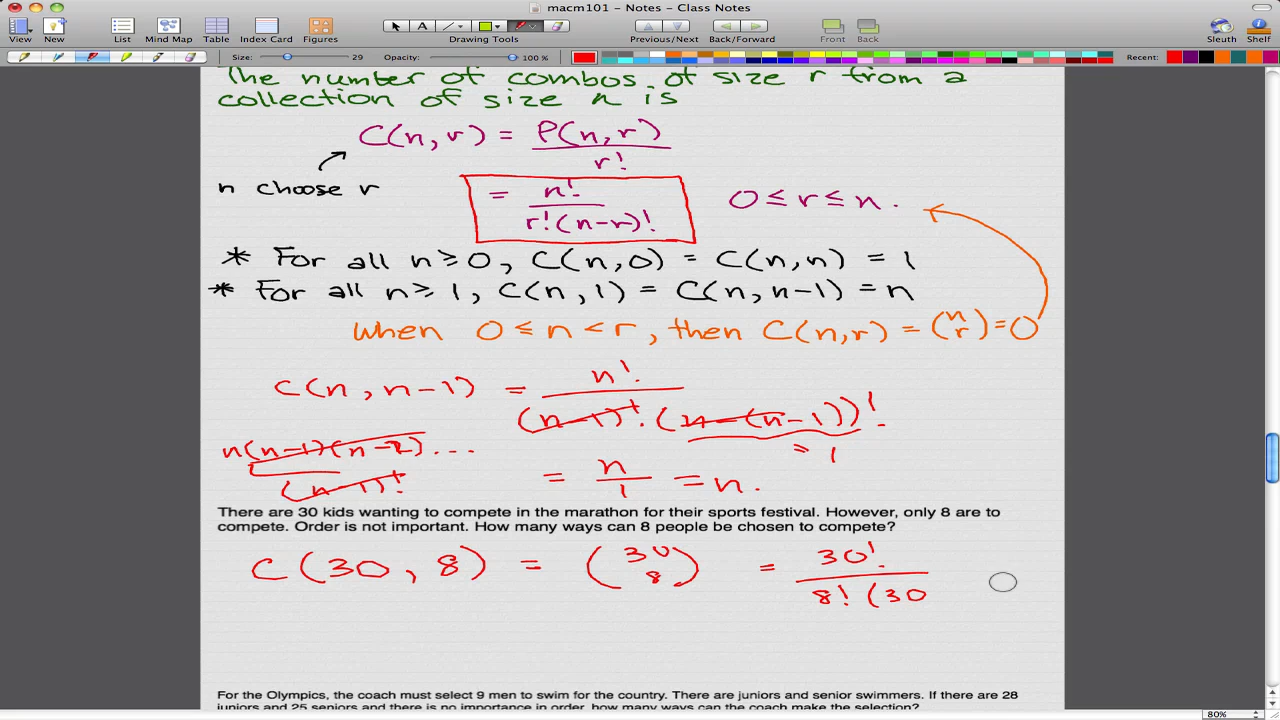 macm101 - Notes - Class Notes
View New List Mind Map Table Index Card Figures Drawing Tools Previous/Next Back/Forward Front Back Sleuth Shelf
A
Size: 29 Opacity: 100 % Recent:
The number of combos of size r from a
collection of size n is
C(n, r) = P(n, r) / r!
n choose r
= n! / r!(n-r)! 0 ≤ r ≤ n.
* For all n ≥ 0, C(n, 0) = C(n, n) = 1
* For all n ≥ 1, C(n, 1) = C(n, n-1) = n
when 0 ≤ n < r, then C(n, r) = (n r) = 0
C(n, n-1) = n! / (n-1)! (n-(n-1))!
= 1
n(n-1)(n-2)... / (n-1)!
= n / 1 = n.
There are 30 kids wanting to compete in the marathon for their sports festival. However, only 8 are to
compete. Order is not important. How many ways can 8 people be chosen to compete?
C(30, 8) = (30 8) = 30! / 8! (30
For the Olympics, the coach must select 9 men to swim for the country. There are juniors and senior swimmers. If there are 28
juniors and 25 seniors and there is no importance in order, how many ways can the coach make the selection?
80%